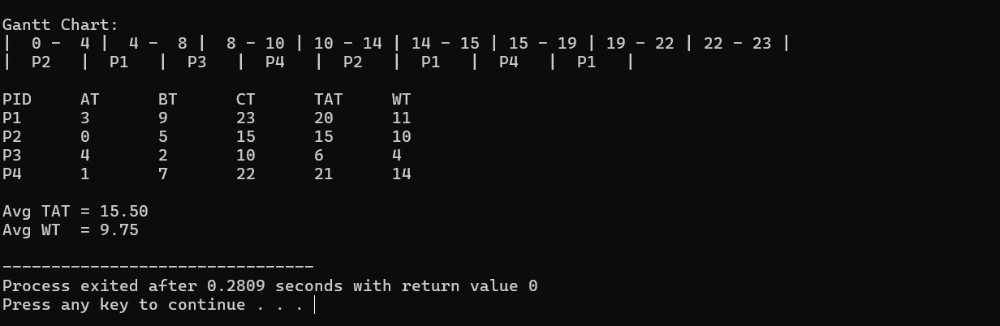 Gantt Chart:
|  0 -  4 |  4 -  8 |  8 - 10 | 10 - 14 | 14 - 15 | 15 - 19 | 19 - 22 | 22 - 23 |
|  P2   |  P1   |  P3   |  P4   |  P2   |  P1   |  P4   |  P1   |
PID     AT      BT      CT      TAT     WT
P1      3       9       23      20      11
P2      0       5       15      15      10
P3      4       2       10      6       4
P4      1       7       22      21      14
Avg TAT = 15.50
Avg WT  = 9.75
--------------------------------
Process exited after 0.2809 seconds with return value 0
Press any key to continue . . .